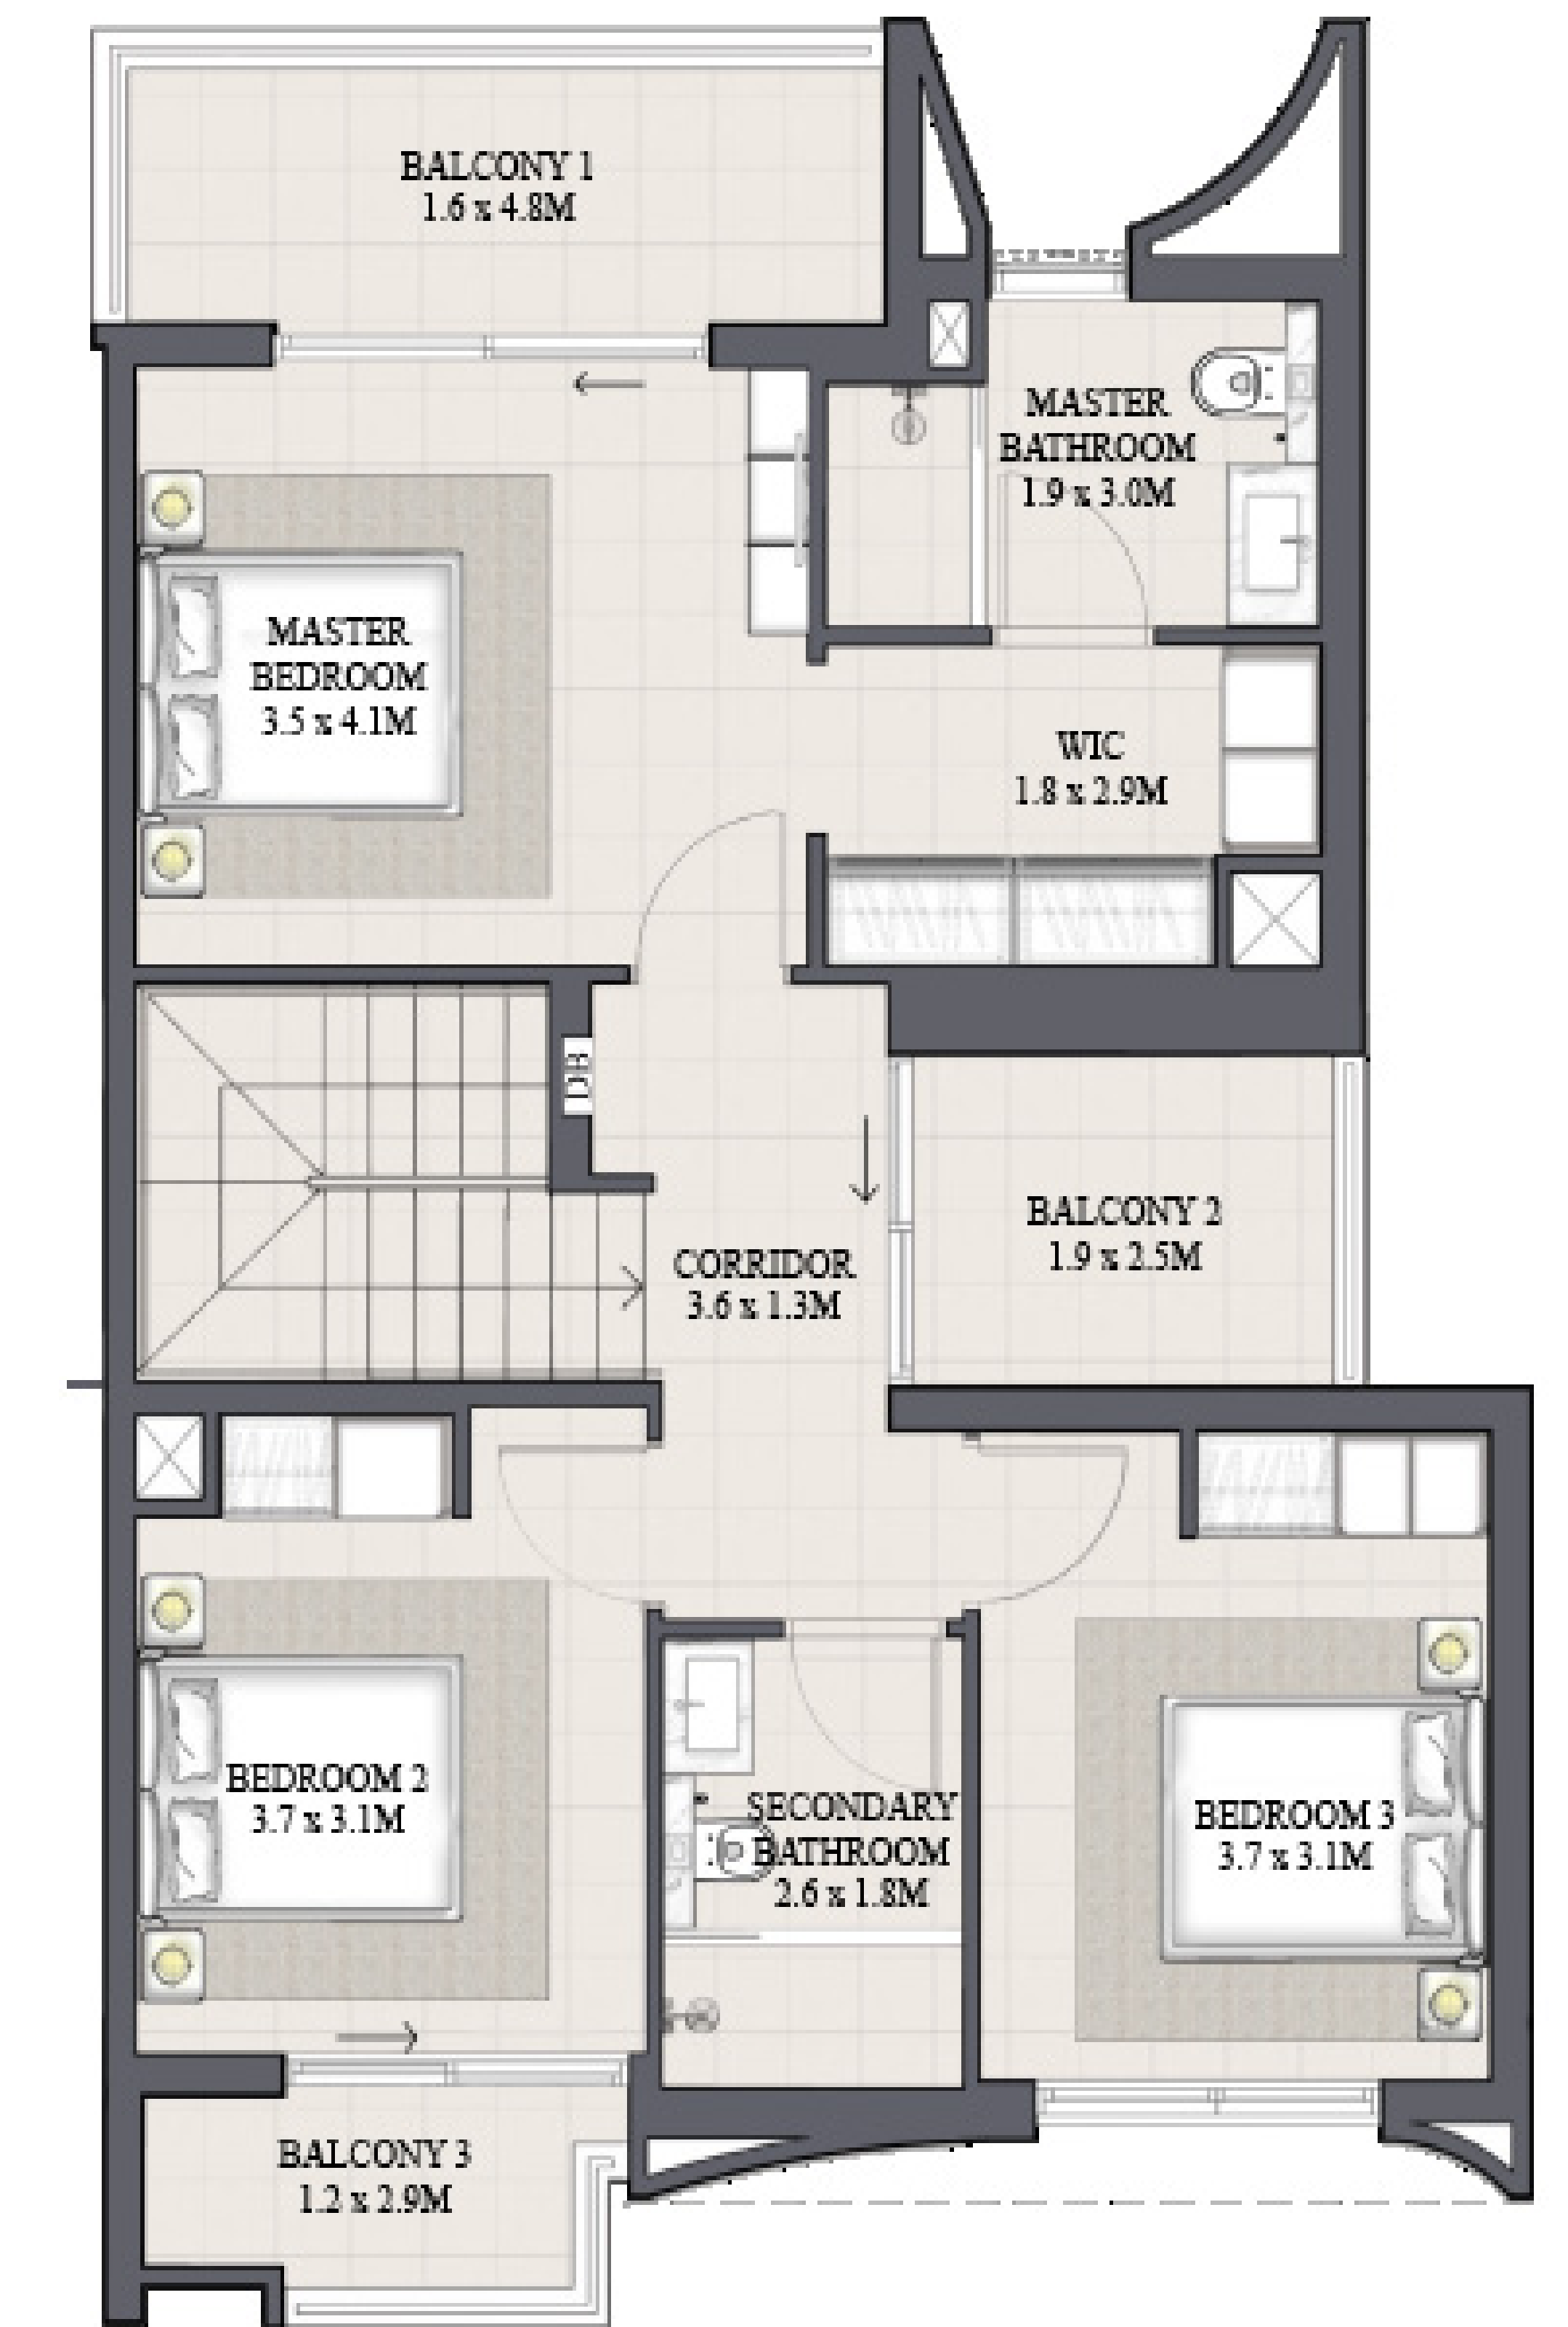 BALCONY 1
1.6 x 4.8M
MASTER
BATHROOM
1.9 x 3.0M
MASTER
BEDROOM
3.5 x 4.1M
WIC
1.8 x 2.9M
DB
BALCONY 2
1.9 x 2.5M
CORRIDOR
3.6 x 1.3M
BEDROOM 2
3.7 x 3.1M
SECONDARY
BATHROOM
2.6 x 1.8M
BEDROOM 3
3.7 x 3.1M
BALCONY 3
1.2 x 2.9M